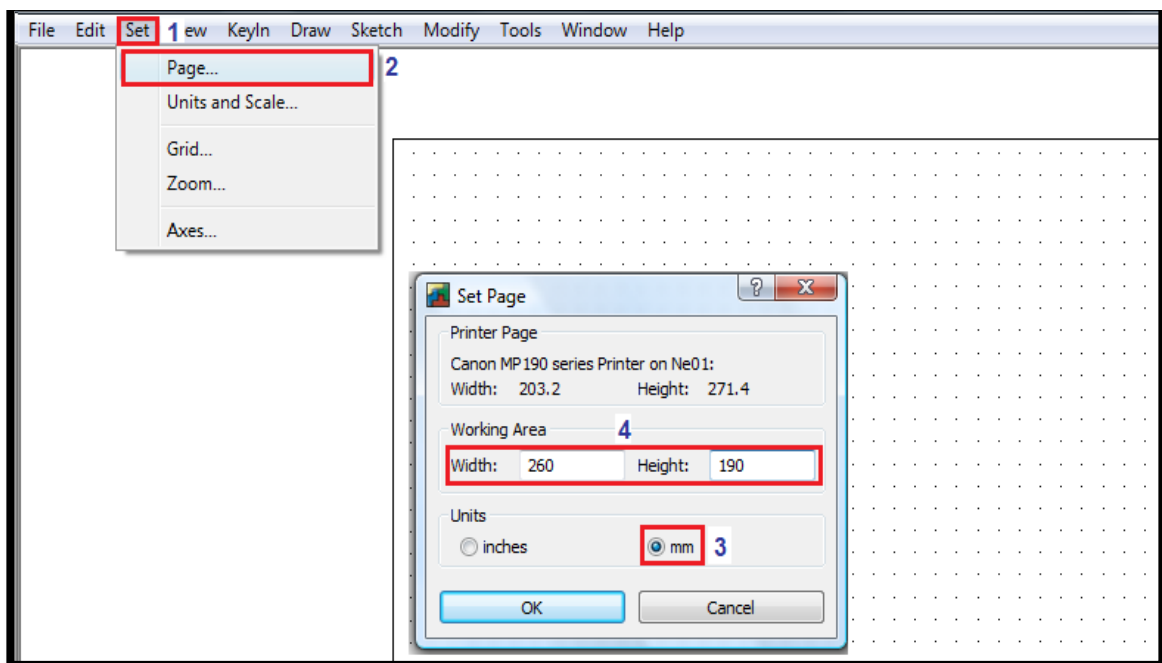 File Edit Set 1 ew KeyIn Draw Sketch Modify Tools Window Help
Page... 2
Units and Scale...
Grid...
Zoom...
Axes...
Set Page
Printer Page
Canon MP190 series Printer on Ne01:
Width: 203.2 Height: 271.4
Working Area 4
Width: 260 Height: 190
Units
inches mm 3
OK Cancel